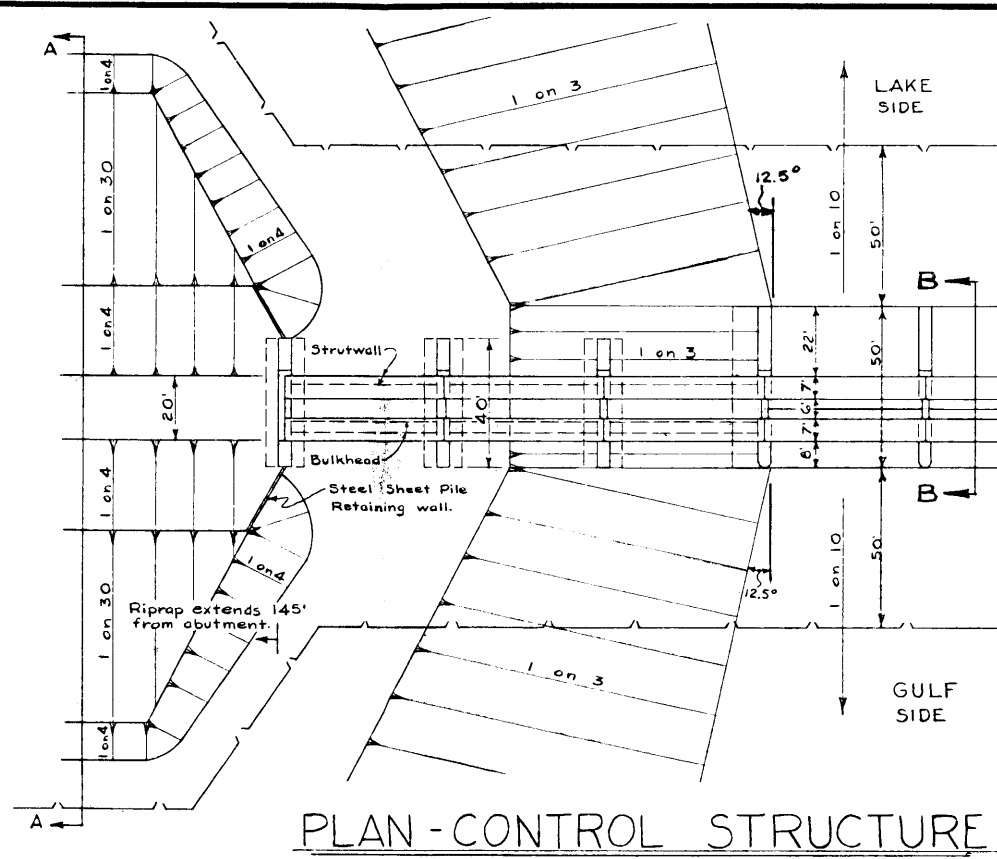 A
1 on 4
1 on 30
1 on 4
20'
1 on 4
1 on 30
1 on 4
A
1 on 4
1 on 4
Strutwall
Bulkhead
Steel Sheet Pile
Retaining wall.
Riprap extends 145'
from abutment.
40'
1 on 3
1 on 3
1 on 3
12.5°
12.5°
LAKE
SIDE
1 on 10
50'
22'
7'
6'
7'
8'
50'
B
B
1 on 10
50'
GULF
SIDE
PLAN - CONTROL STRUCTURE